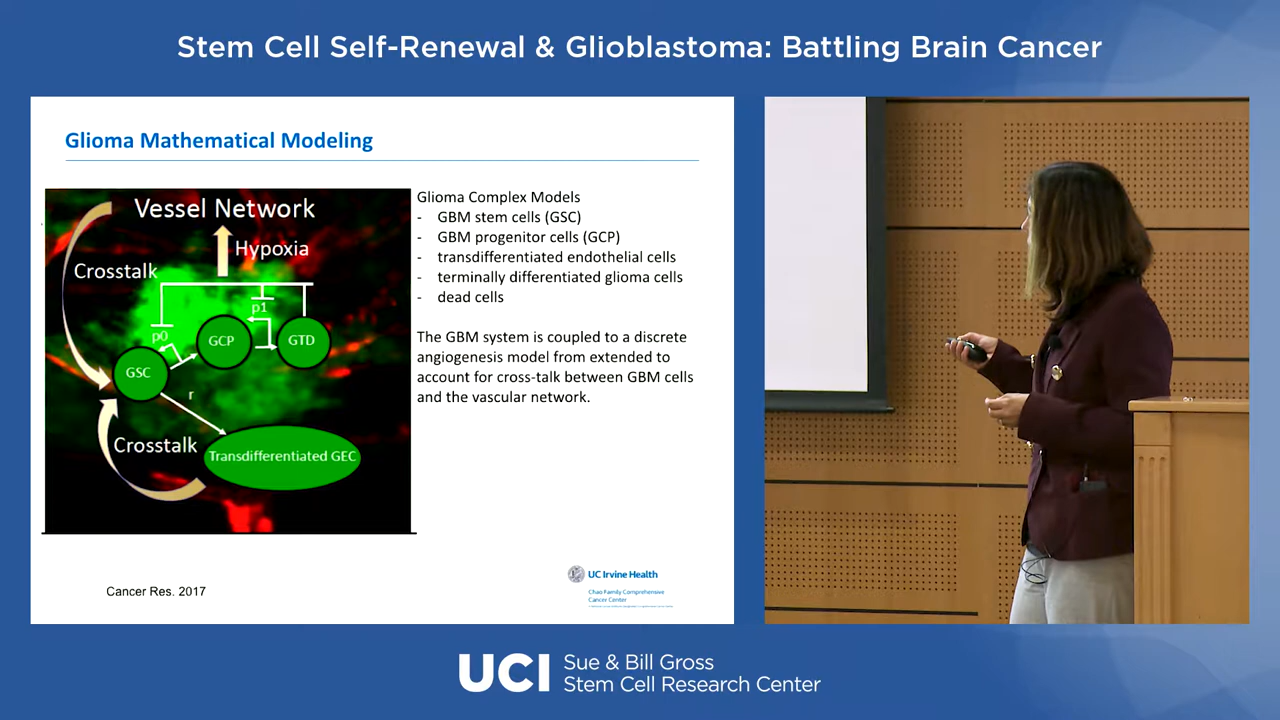 Stem Cell Self-Renewal & Glioblastoma: Battling Brain Cancer
Glioma Mathematical Modeling
Vessel Network
Hypoxia
Crosstalk
p1
p0
GCP
GTD
GSC
r
Crosstalk
Transdifferentiated GEC
Glioma Complex Models
- GBM stem cells (GSC)
- GBM progenitor cells (GCP)
- transdifferentiated endothelial cells
- terminally differentiated glioma cells
- dead cells
The GBM system is coupled to a discrete
angiogenesis model from extended to
account for cross-talk between GBM cells
and the vascular network.
Cancer Res. 2017
UC Irvine Health
Chao Family Comprehensive
Cancer Center
UCI
Sue & Bill Gross
Stem Cell Research Center